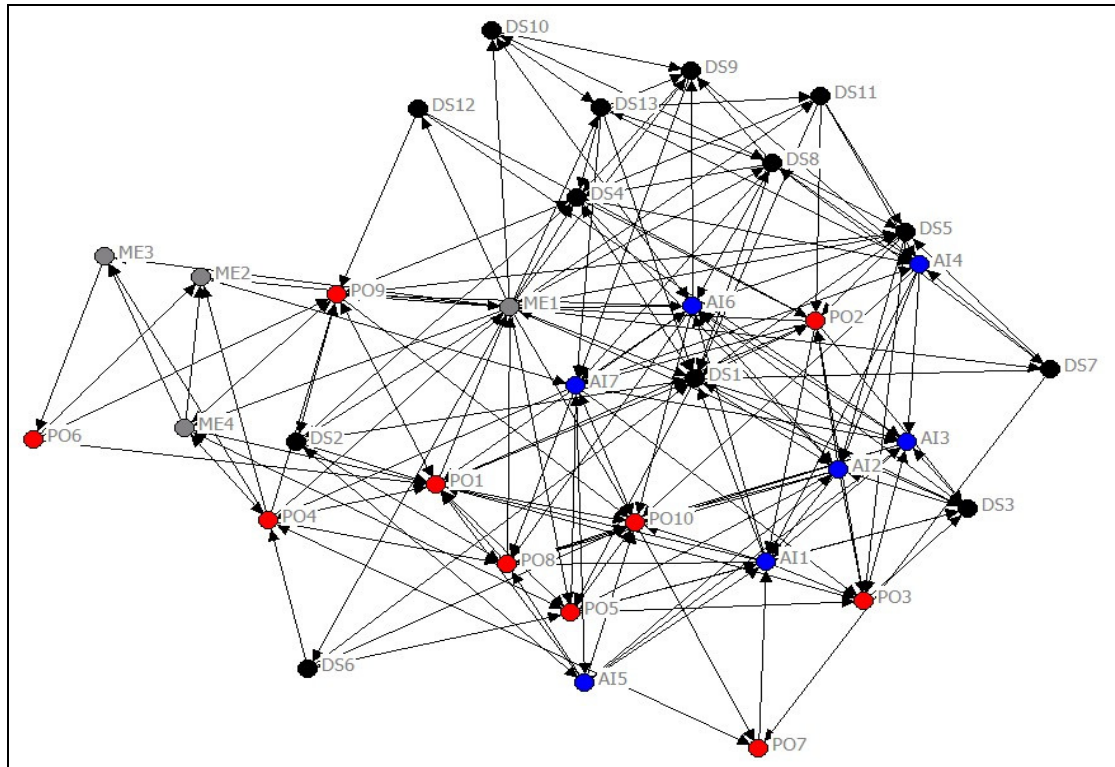 DS10
DS9
DS11
DS12
DS13
DS8
DS4
DS5
ME3
AI4
ME2
PO9
ME1
AI6
PO2
DS7
DS1
AI7
ME4
PO6
DS2
AI3
AI2
PO1
DS3
PO4
PO10
PO8
AI1
PO3
PO5
DS6
AI5
PO7